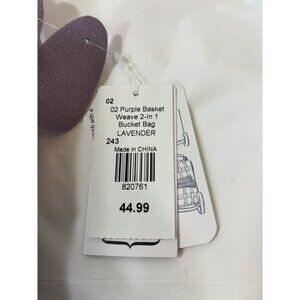 02
02 Purple Basket
Weave 2-In 1
Bucket Bag
LAVENDER
243
Made in CHINA
820761
44.99